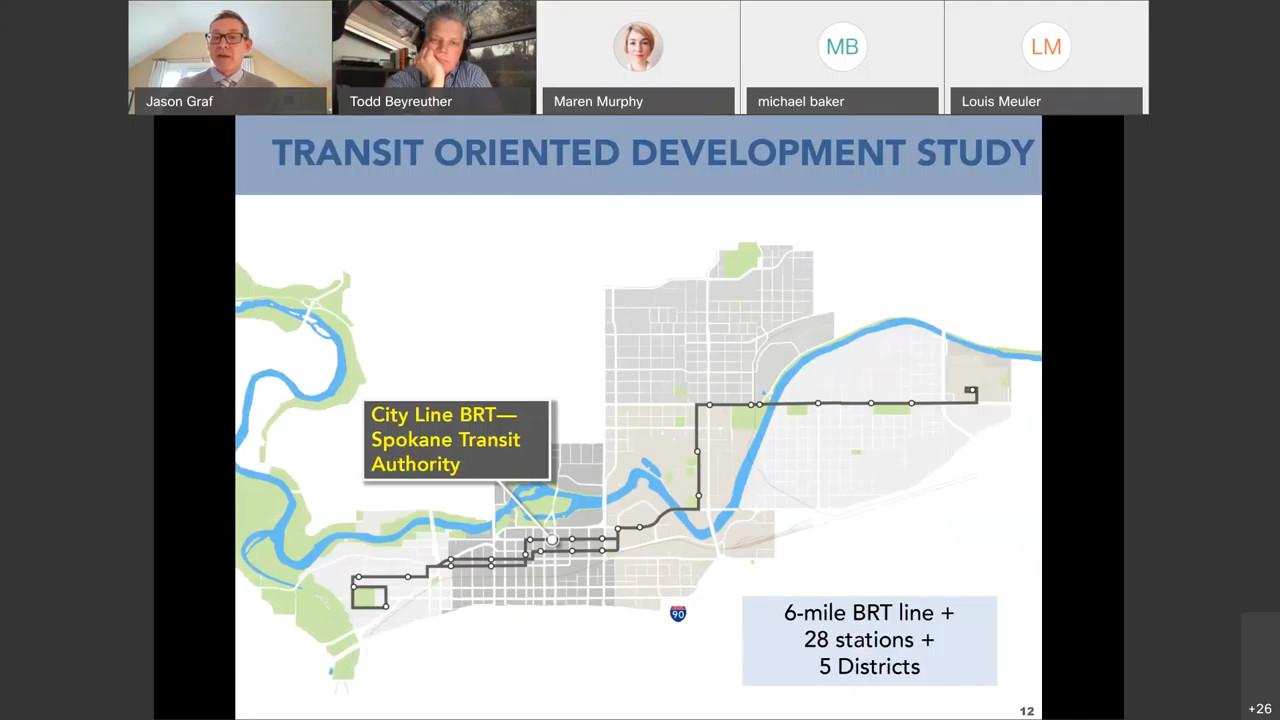 Jason Graf
Todd Beyreuther
Maren Murphy
MB
michael baker
LM
Louis Meuler
TRANSIT ORIENTED DEVELOPMENT STUDY
City Line BRT—
Spokane Transit
Authority
90
6-mile BRT line +
28 stations +
5 Districts
12
+26